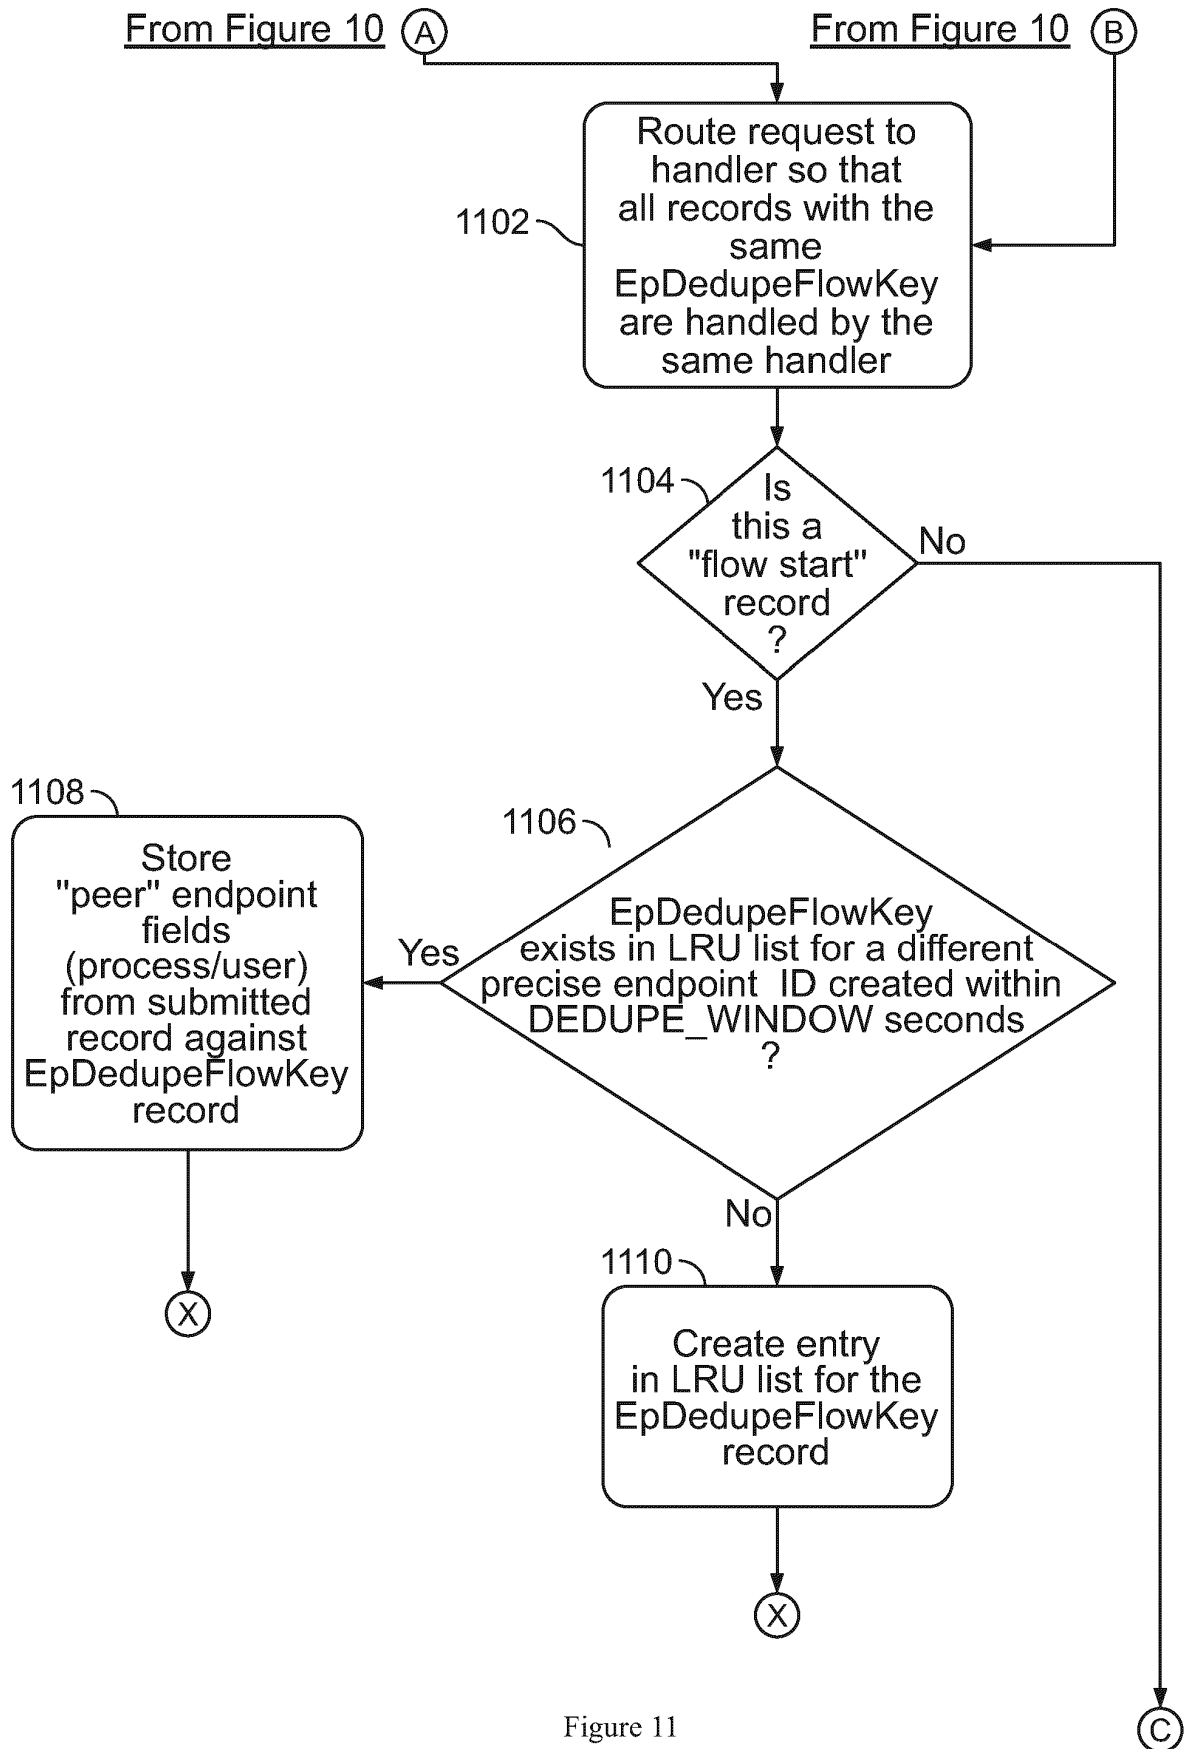 From Figure 10 A
From Figure 10 B
Route request to
handler so that
all records with the
same
EpDedupeFlowKey
are handled by the
same handler
1102
1104
Is
this a
"flow start"
record
?
No
Yes
1106
EpDedupeFlowKey
exists in LRU list for a different
precise endpoint ID created within
DEDUPE_WINDOW seconds
?
Yes
1108
Store
"peer" endpoint
fields
(process/user)
from submitted
record against
EpDedupeFlowKey
record
X
No
1110
Create entry
in LRU list for the
EpDedupeFlowKey
record
X
C
Figure 11